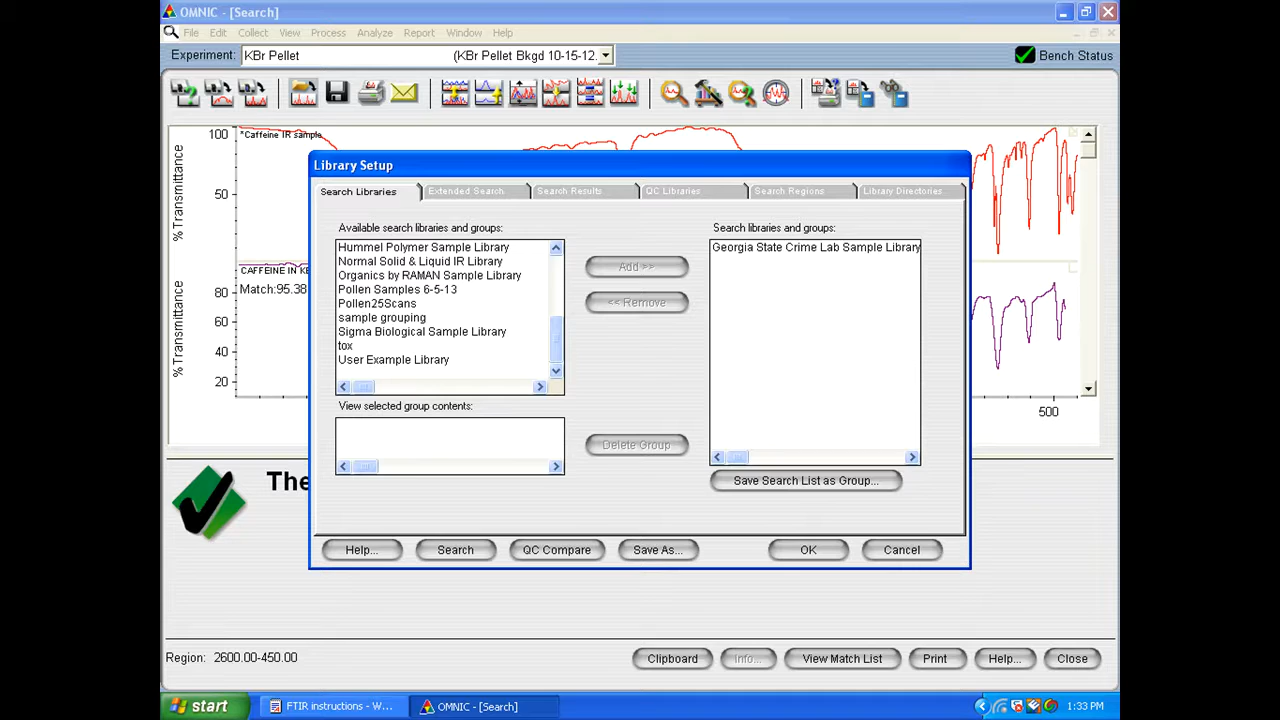 OMNIC - [Search]
File Edit Collect View Process Analyze Report Window Help
Experiment: KBr Pellet (KBr Pellet Bkgd 10-15-12. Bench Status
100 *Caffeine IR sample
50
% Transmittance
CAFFEINE IN KE
Match:95.38
60
40
20
% Transmittance
500
Library Setup
Search Libraries Extended Search Search Results QC Libraries Search Regions Library Directories
Available search libraries and groups:
Hummel Polymer Sample Library
Normal Solid & Liquid IR Library
Organics by RAMAN Sample Library
Pollen Samples 6-5-13
Pollen25Scans
sample grouping
Sigma Biological Sample Library
tox
User Example Library
View selected group contents:
Add >>
<< Remove
Delete Group
Search libraries and groups:
Georgia State Crime Lab Sample Library
Save Search List as Group...
Help... Search QC Compare Save As... OK Cancel
The
Region: 2600.00-450.00
Clipboard Info... View Match List Print Help... Close
start FTIR instructions - W... OMNIC - [Search] 1:33 PM